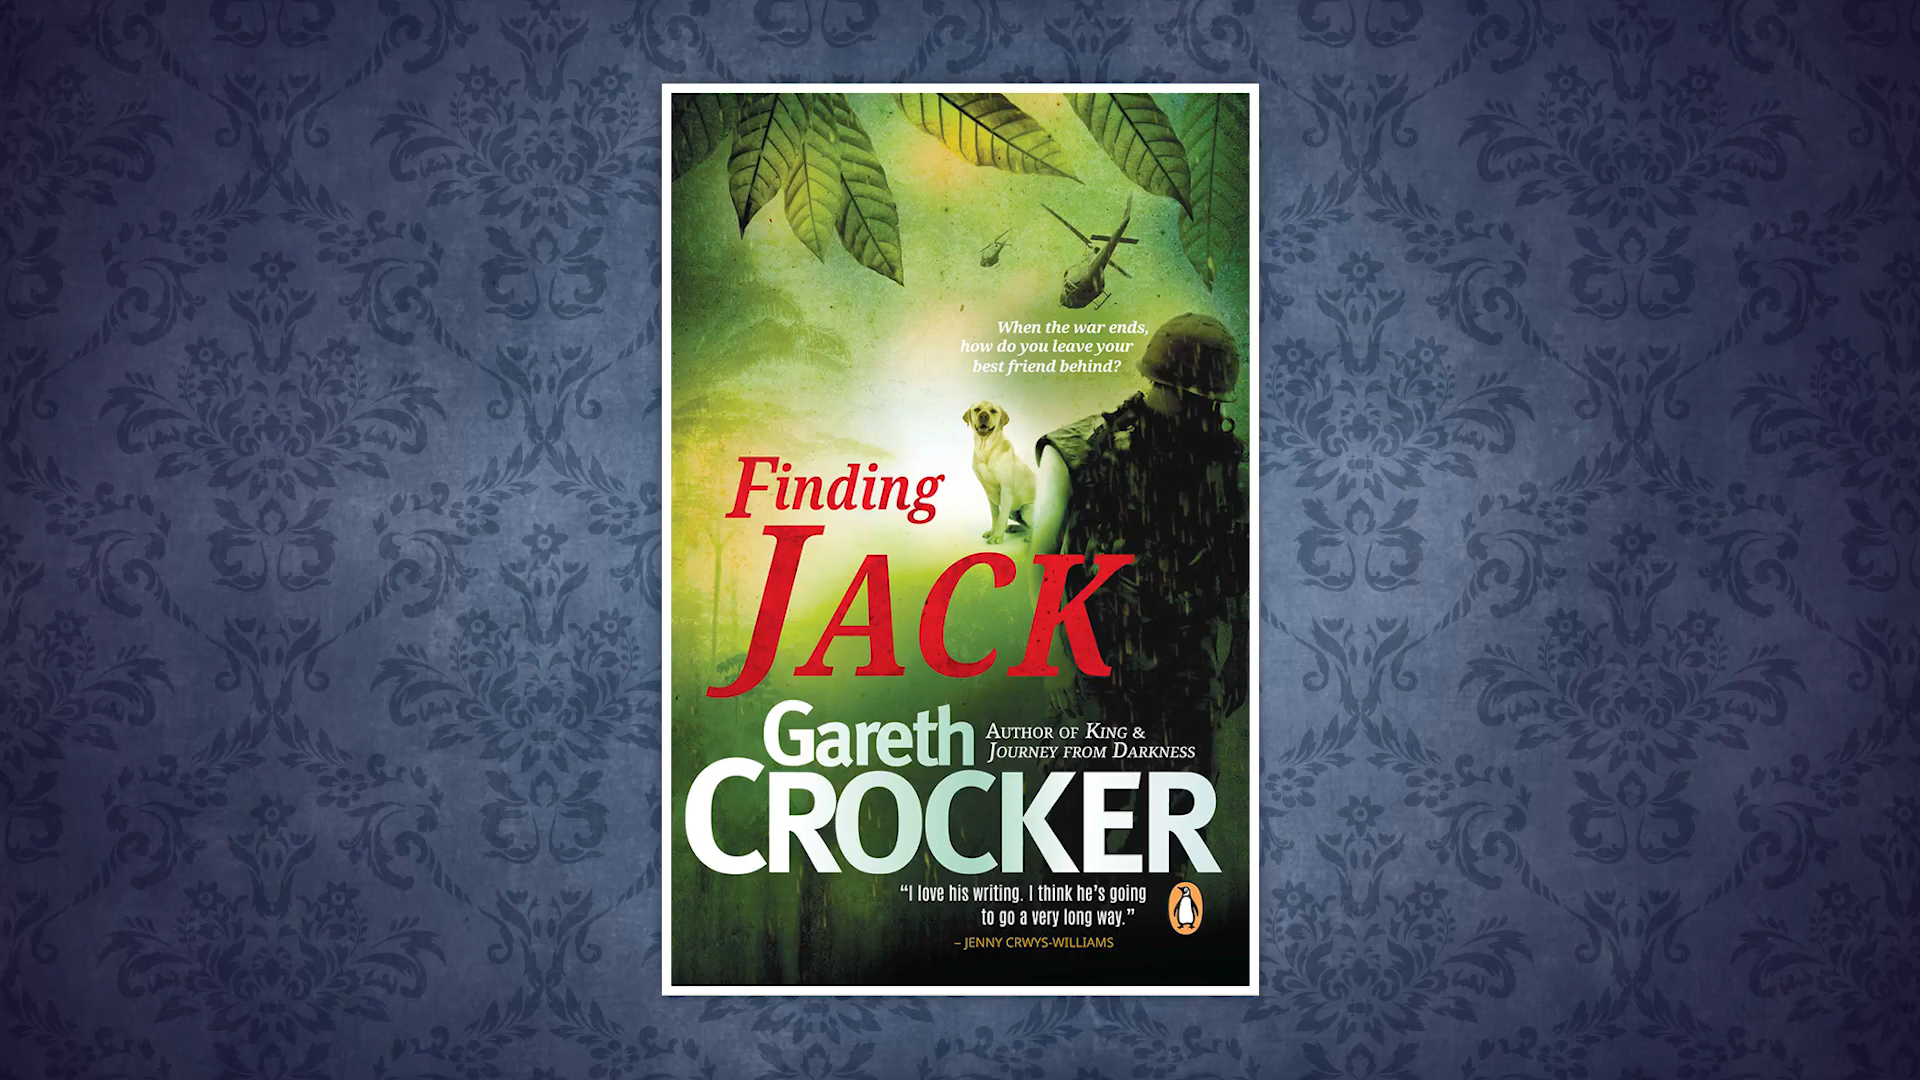 When the war ends,
how do you leave your
best friend behind?
Finding
JACK
Gareth
CROCKER
AUTHOR OF KING &
JOURNEY FROM DARKNESS
“I love his writing. I think he’s going
to go a very long way.”
– JENNY CRWYS-WILLIAMS